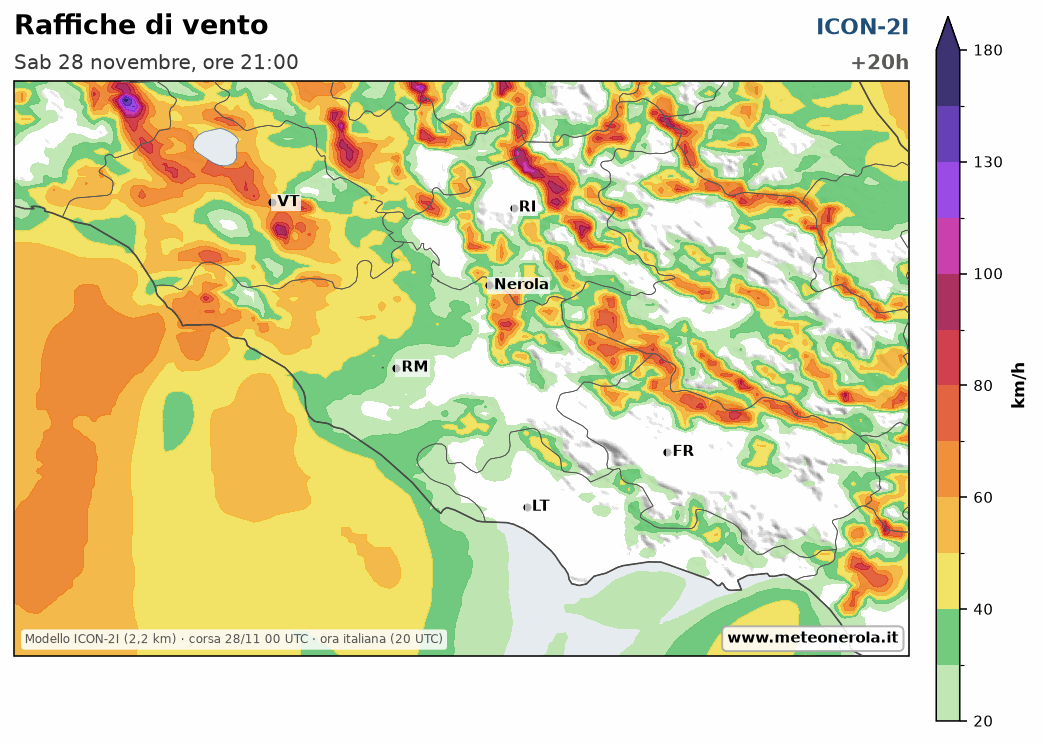 Raffiche di vento
ICON-2I
Sab 28 novembre, ore 21:00
+20h
180
130
100
80
60
40
20
km/h
VT
RI
Nerola
RM
FR
LT
Modello ICON-2I (2,2 km) · corsa 28/11 00 UTC · ora italiana (20 UTC)
www.meteonerola.it